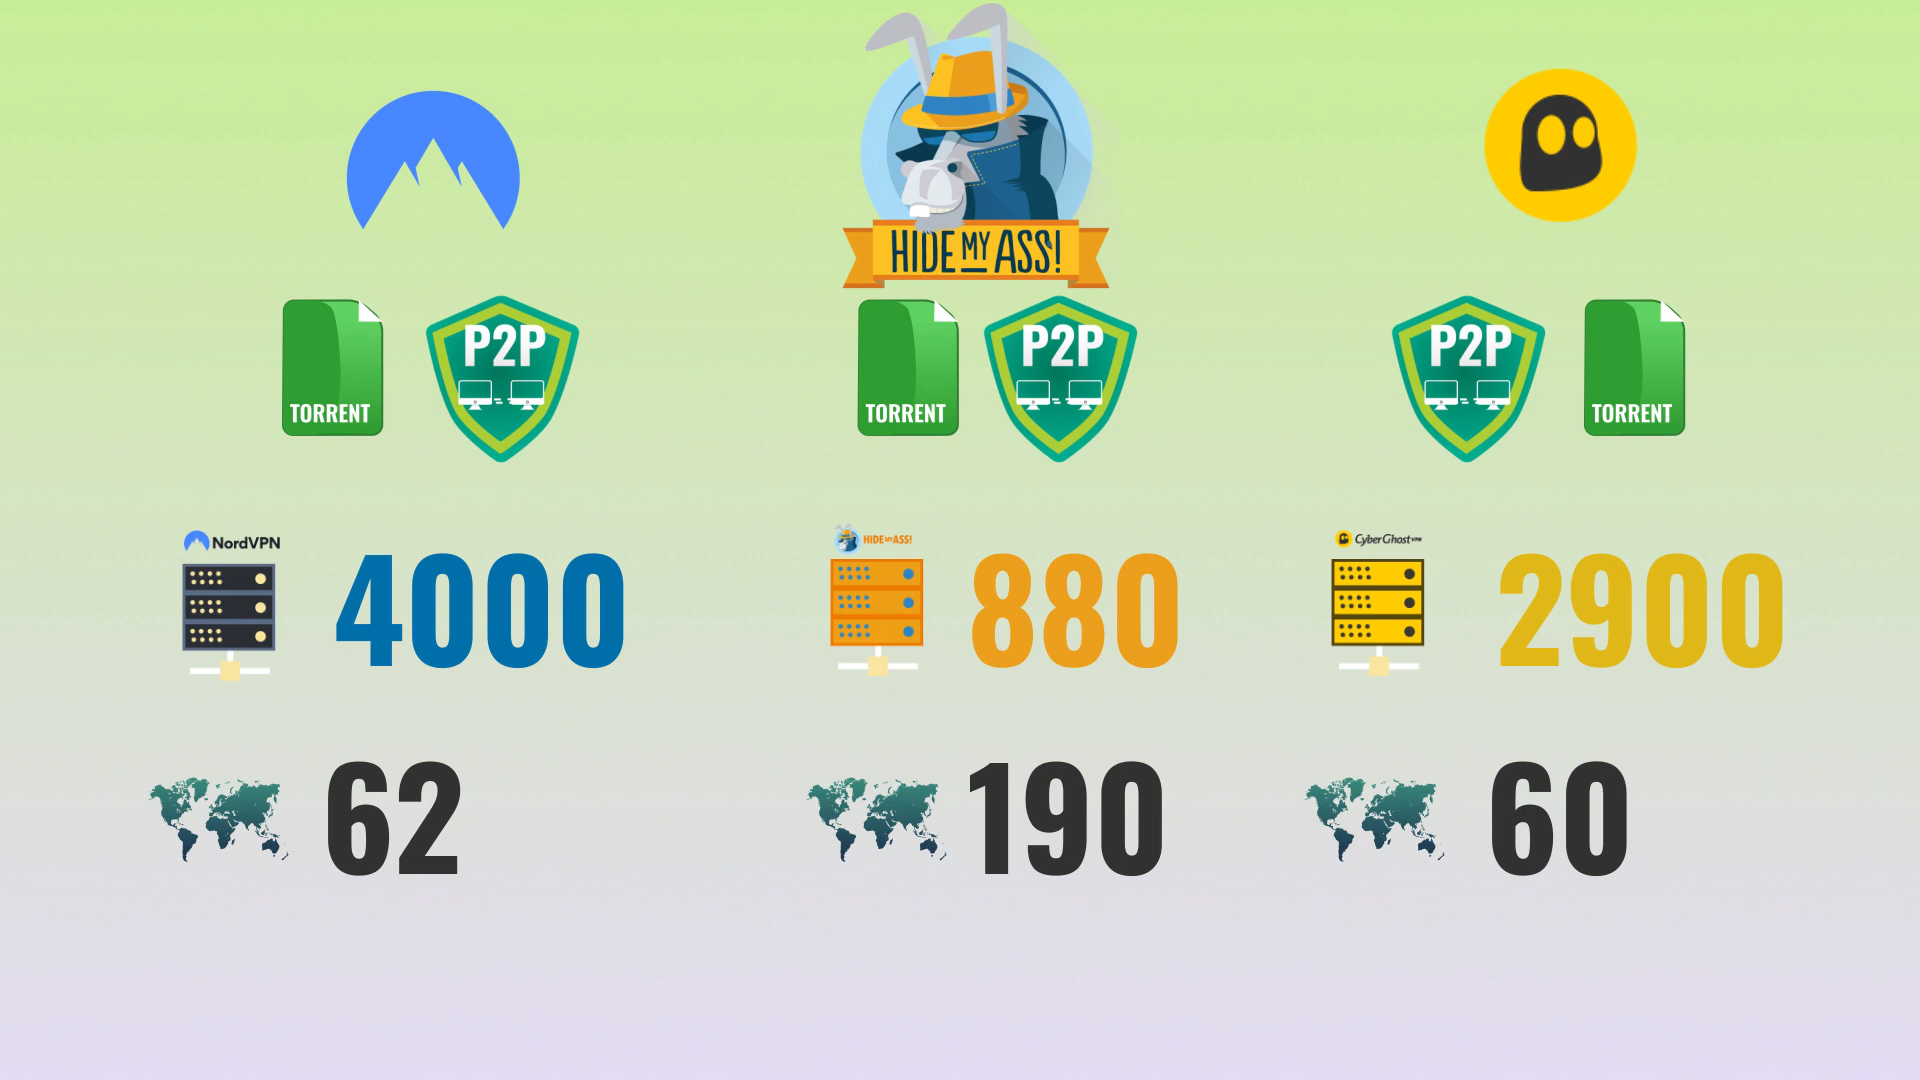 HIDE MY ASS!
TORRENT
P2P
TORRENT
P2P
P2P
TORRENT
NordVPN
4000
HIDE MY ASS!
880
CyberGhost VPN
2900
62
190
60